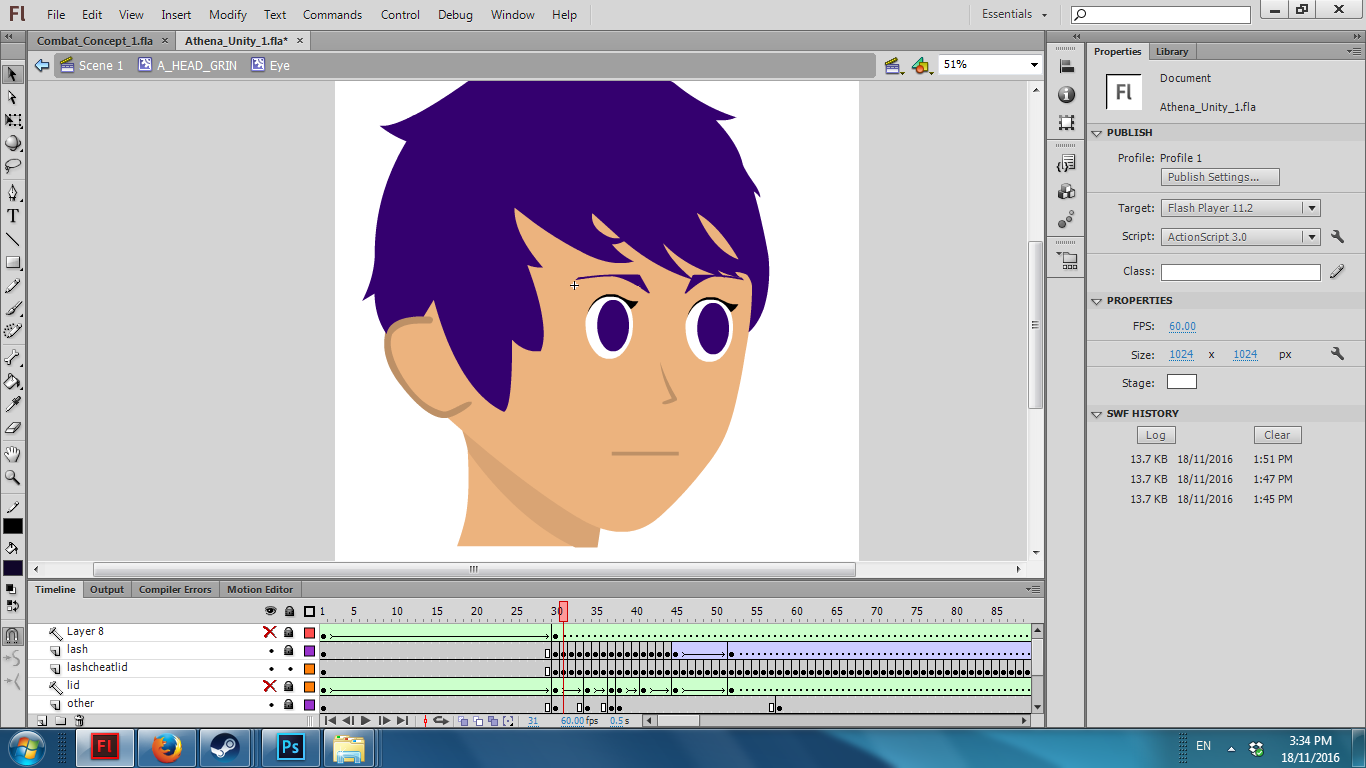 Fl File Edit View Insert Modify Text Commands Control Debug Window Help Essentials
Combat_Concept_1.fla Athena_Unity_1.fla*
Scene 1 A_HEAD_GRIN Eye 51%
Properties Library
Fl Document
Athena_Unity_1.fla
PUBLISH
Profile: Profile 1
Publish Settings...
Target: Flash Player 11.2
Script: ActionScript 3.0
Class:
PROPERTIES
FPS: 60.00
Size: 1024 x 1024 px
Stage:
SWF HISTORY
Log Clear
13.7 KB 18/11/2016 1:51 PM
13.7 KB 18/11/2016 1:47 PM
13.7 KB 18/11/2016 1:45 PM
T
Timeline Output Compiler Errors Motion Editor
1 5 10 15 20 25 30 35 40 45 50 55 60 65 70 75 80 85
Layer 8
lash
lashcheatlid
lid
other
31 60.00 fps 0.5 s
Fl Ps EN 3:34 PM
18/11/2016